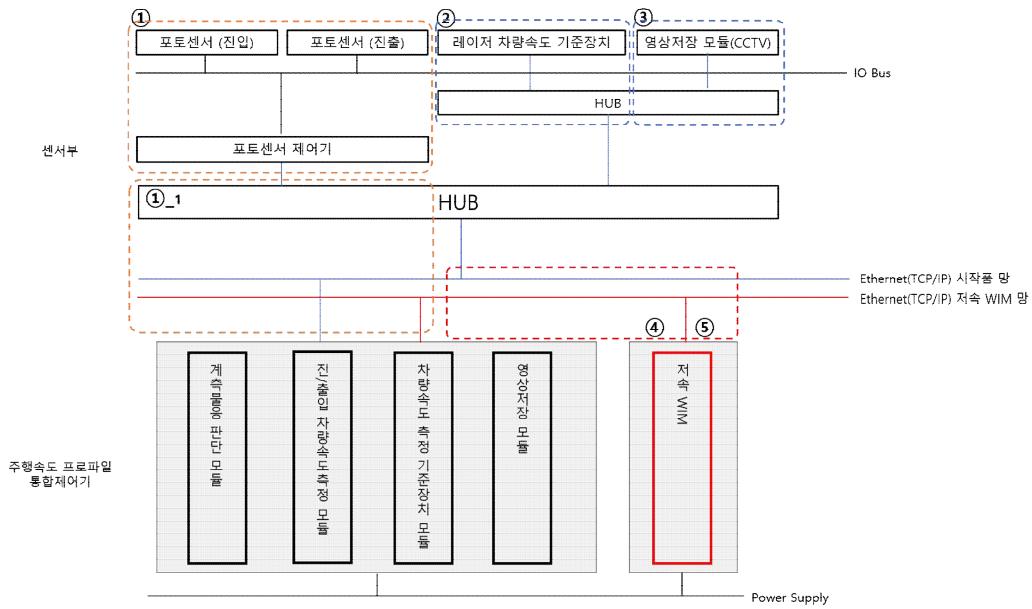 ①
②
③
포토센서 (진입)
포토센서 (진출)
레이저 차량속도 기준장치
영상저장 모듈(CCTV)
IO Bus
HUB
센서부
포토센서 제어기
①_1
HUB
Ethernet(TCP/IP) 시작품 망
Ethernet(TCP/IP) 저속 WIM 망
④
⑤
계측불응 판단 모듈
진/출입 차량속도측정 모듈
차량속도 측정 기준장치 모듈
영상저장 모듈
저속 WIM
주행속도 프로파일
통합제어기
Power Supply